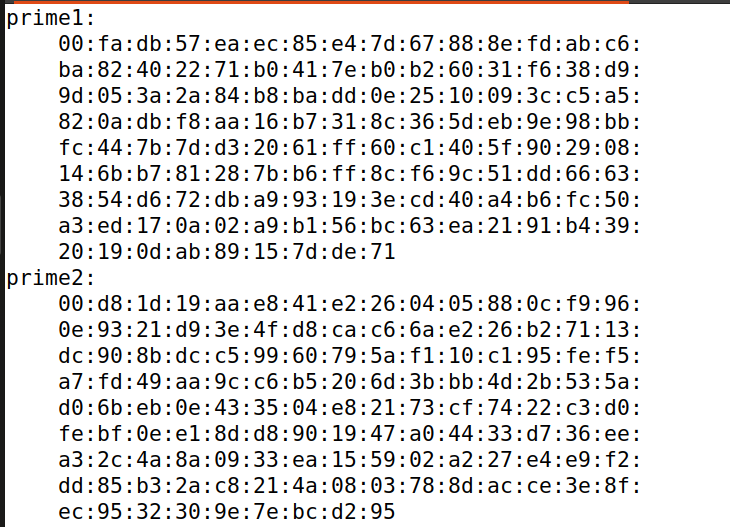 prime1:
00:fa:db:57:ea:ec:85:e4:7d:67:88:8e:fd:ab:c6:
ba:82:40:22:71:b0:41:7e:b0:b2:60:31:f6:38:d9:
9d:05:3a:2a:84:b8:ba:dd:0e:25:10:09:3c:c5:a5:
82:0a:db:f8:aa:16:b7:31:8c:36:5d:eb:9e:98:bb:
fc:44:7b:7d:d3:20:61:ff:60:c1:40:5f:90:29:08:
14:6b:b7:81:28:7b:b6:ff:8c:f6:9c:51:dd:66:63:
38:54:d6:72:db:a9:93:19:3e:cd:40:a4:b6:fc:50:
a3:ed:17:0a:02:a9:b1:56:bc:63:ea:21:91:b4:39:
20:19:0d:ab:89:15:7d:de:71
prime2:
00:d8:1d:19:aa:e8:41:e2:26:04:05:88:0c:f9:96:
0e:93:21:d9:3e:4f:d8:ca:c6:6a:e2:26:b2:71:13:
dc:90:8b:dc:c5:99:60:79:5a:f1:10:c1:95:fe:f5:
a7:fd:49:aa:9c:c6:b5:20:6d:3b:bb:4d:2b:53:5a:
d0:6b:eb:0e:43:35:04:e8:21:73:cf:74:22:c3:d0:
fe:bf:0e:e1:8d:d8:90:19:47:a0:44:33:d7:36:ee:
a3:2c:4a:8a:09:33:ea:15:59:02:a2:27:e4:e9:f2:
dd:85:b3:2a:c8:21:4a:08:03:78:8d:ac:ce:3e:8f:
ec:95:32:30:9e:7e:bc:d2:95